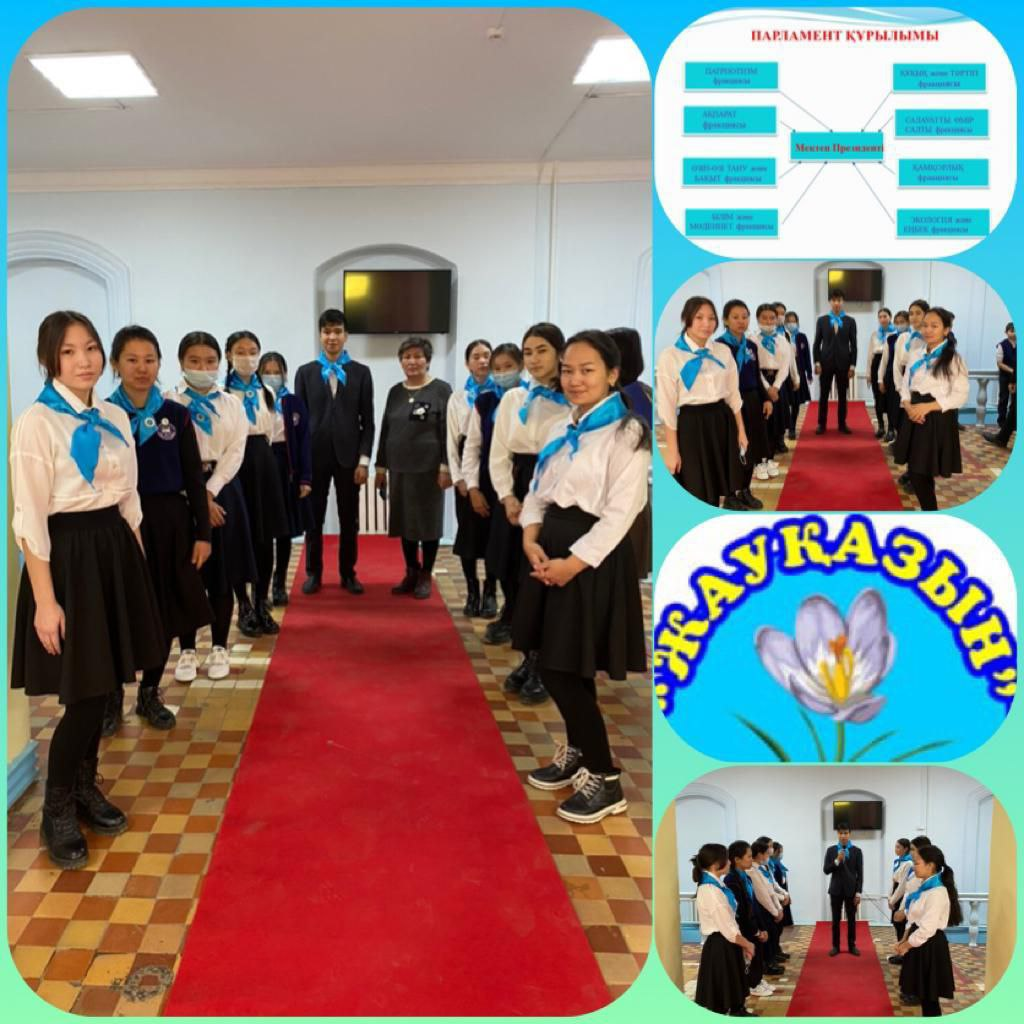 ПАРЛАМЕНТ ҚҰРЫЛЫМЫ
ПАТРИОТИЗМ
фракциясы
ҚҰҚЫҚ және ТӘРТІП
фракциясы
АҚПАРАТ
фракциясы
САЛАУАТТЫ ӨМІР
САЛТЫ фракциясы
Мектеп Президенті
ӨЗІН-ӨЗІ ТАНУ және
БАҚЫТ фракциясы
ҚАМҚОРЛЫҚ
фракциясы
БІЛІМ және
МӘДЕНИЕТ фракциясы
ЭКОЛОГИЯ және
ЕҢБЕК фракциясы
"ЖАУҚАЗЫН"